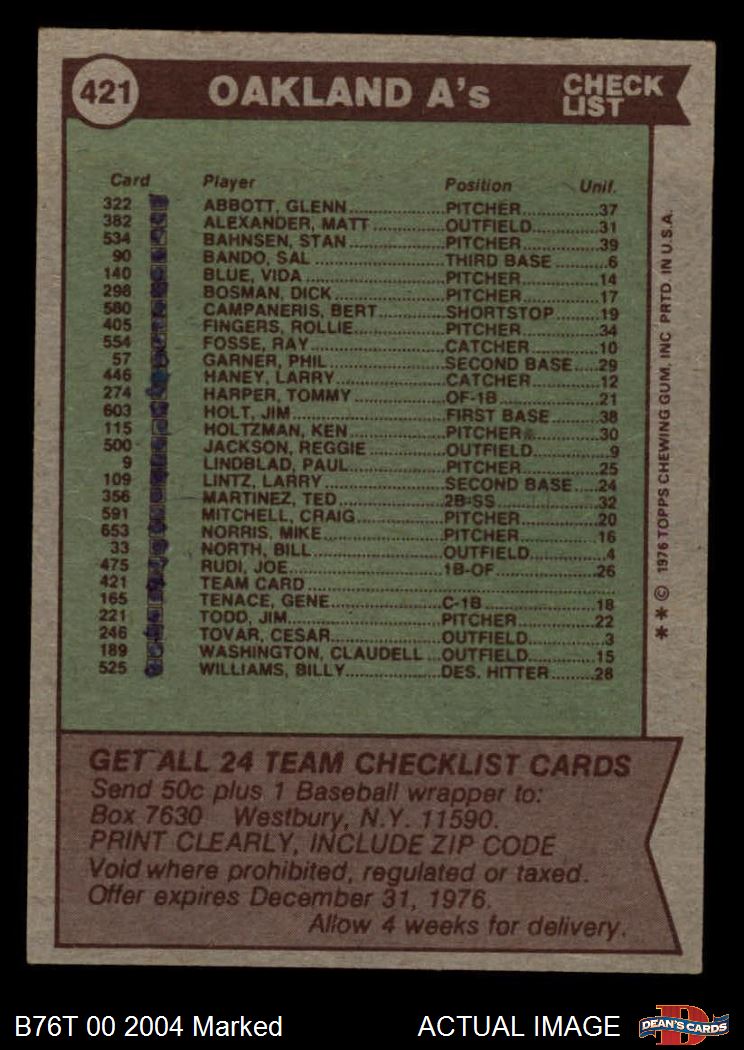 421 OAKLAND A's CHECK LIST
Card Player Position Unif.
322 ABBOTT, GLENN PITCHER 37
382 ALEXANDER, MATT OUTFIELD 31
534 BAHNSEN, STAN PITCHER 39
90 BANDO, SAL THIRD BASE 6
140 BLUE, VIDA PITCHER 14
298 BOSMAN, DICK PITCHER 17
580 CAMPANERIS, BERT SHORTSTOP 19
405 FINGERS, ROLLIE PITCHER 34
554 FOSSE, RAY CATCHER 10
57 GARNER, PHIL SECOND BASE 29
446 HANEY, LARRY CATCHER 12
274 HARPER, TOMMY OF-1B 21
603 HOLT, JIM FIRST BASE 38
115 HOLTZMAN, KEN PITCHER 30
500 JACKSON, REGGIE OUTFIELD 9
9 LINDBLAD, PAUL PITCHER 25
109 LINTZ, LARRY SECOND BASE 24
356 MARTINEZ, TED 2B-SS 32
591 MITCHELL, CRAIG PITCHER 20
653 NORRIS, MIKE PITCHER 16
33 NORTH, BILL OUTFIELD 4
475 RUDI, JOE 1B-OF 26
421 TEAM CARD
165 TENACE, GENE C-1B 18
221 TODD, JIM PITCHER 22
246 TOVAR, CESAR OUTFIELD 3
189 WASHINGTON, CLAUDELL OUTFIELD 15
525 WILLIAMS, BILLY DES. HITTER 28
* * © 1976 TOPPS CHEWING GUM, INC PRTD. IN U.S.A.
GET ALL 24 TEAM CHECKLIST CARDS
Send 50c plus 1 Baseball wrapper to:
Box 7630 Westbury, N.Y. 11590.
PRINT CLEARLY, INCLUDE ZIP CODE
Void where prohibited, regulated or taxed.
Offer expires December 31, 1976.
Allow 4 weeks for delivery.
B76T 00 2004 Marked ACTUAL IMAGE DEAN'S CARDS